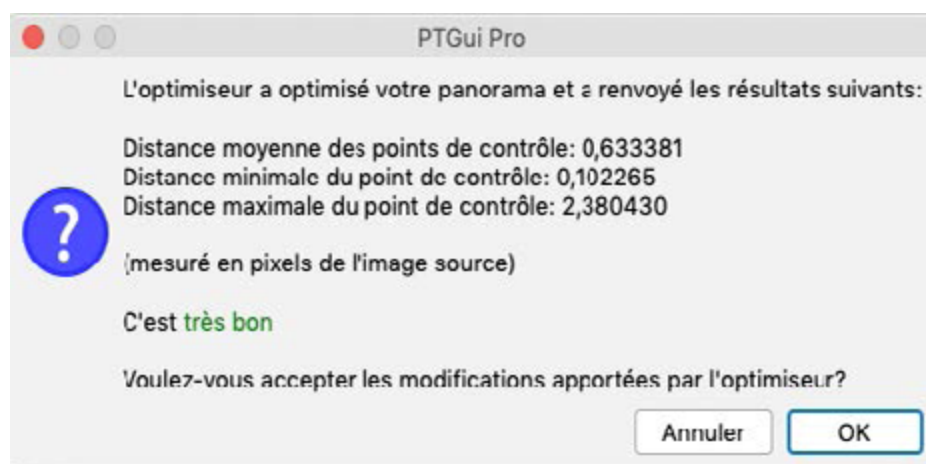 PTGui Pro
L'optimiseur a optimisé votre panorama et a renvoyé les résultats suivants:
Distance moyenne des points de contrôle: 0,633381
Distance minimale du point de contrôle: 0,102265
Distance maximale du point de contrôle: 2,380430
?
(mesuré en pixels de l'image source)
C'est très bon
Voulez-vous accepter les modifications apportées par l'optimiseur?
Annuler OK